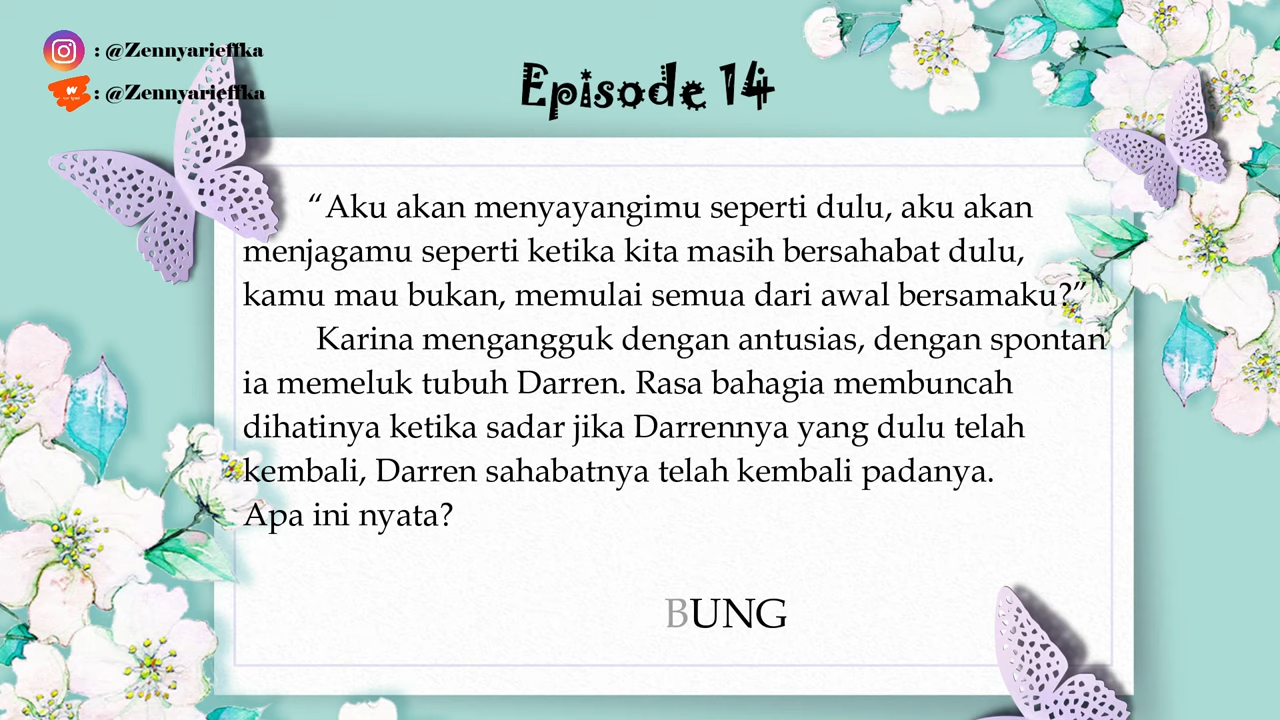 : @Zennyarieffka
: @Zennyarieffka
Episode 14
“Aku akan menyayangimu seperti dulu, aku akan
menjagamu seperti ketika kita masih bersahabat dulu,
kamu mau bukan, memulai semua dari awal bersamaku?”
Karina mengangguk dengan antusias, dengan spontan
ia memeluk tubuh Darren. Rasa bahagia membuncah
dihatinya ketika sadar jika Darrennya yang dulu telah
kembali, Darren sahabatnya telah kembali padanya.
Apa ini nyata?
BUNG